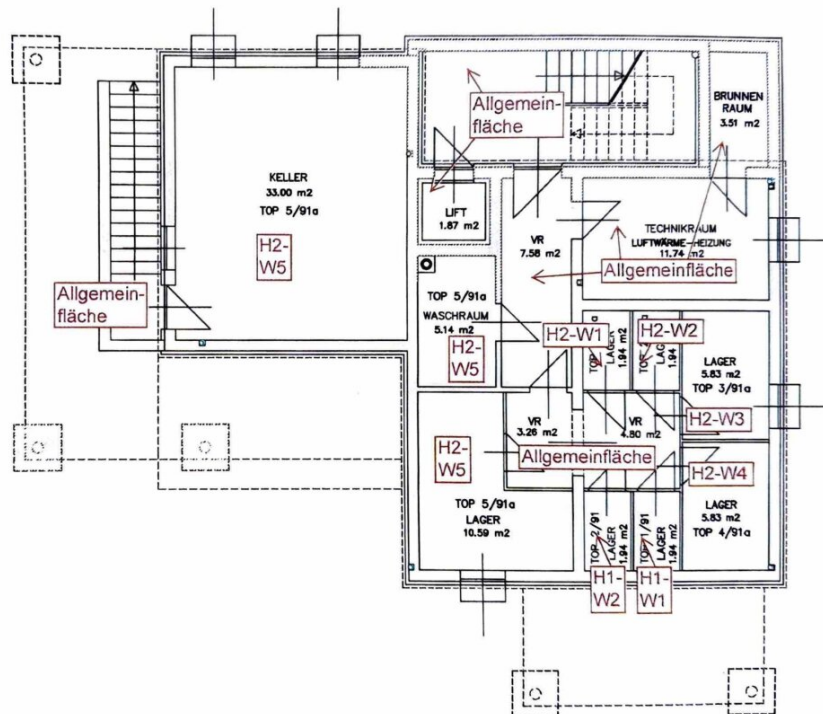 Allgemein-
fläche
BRUNNEN
RAUM
3.51 m2
KELLER
33.00 m2
TOP 5/91a
H2-
W5
LIFT
1.87 m2
VR
7.58 m2
TECHNIKRAUM
LUFTWÄRME-HEIZUNG
11.74 m2
Allgemeinfläche
Allgemein-
fläche
TOP 5/91a
WASCHRAUM
5.14 m2
H2-
W5
H2-W1
LAGER
1.94 m2
H2-W2
LAGER
1.94 m2
LAGER
5.83 m2
TOP 3/91a
H2-W3
VR
3.26 m2
VR
4.80 m2
Allgemeinfläche
H2-
W5
TOP 5/91a
LAGER
10.59 m2
H2-W4
LAGER
5.83 m2
TOP 4/91a
TOP 2/91
LAGER
1.94 m2
TOP 1/91
LAGER
1.94 m2
H1-
W2
H1-
W1